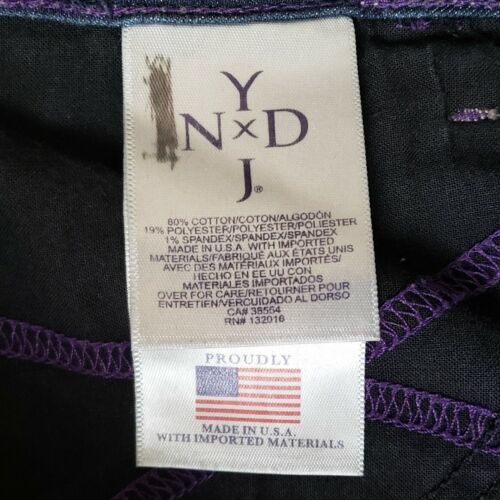 Y
N x D
J®
80% COTTON/COTON/ALGODÓN
19% POLYESTER/POLYESTER/POLIESTER
1% SPANDEX/SPANDEX/SPANDEX
MADE IN U.S.A. WITH IMPORTED
MATERIALS/FABRIQUÉ AUX ÉTATS UNIS
AVEC DES MATÉRIAUX IMPORTÉS/
HECHO EN EE UU CON
MATERIALES IMPORTADOS
OVER FOR CARE/RETOURNER POUR
ENTRETIEN/VERCUIDADO AL DORSO
CA# 38554
RN# 132016
PROUDLY
MADE IN U.S.A.
WITH IMPORTED MATERIALS